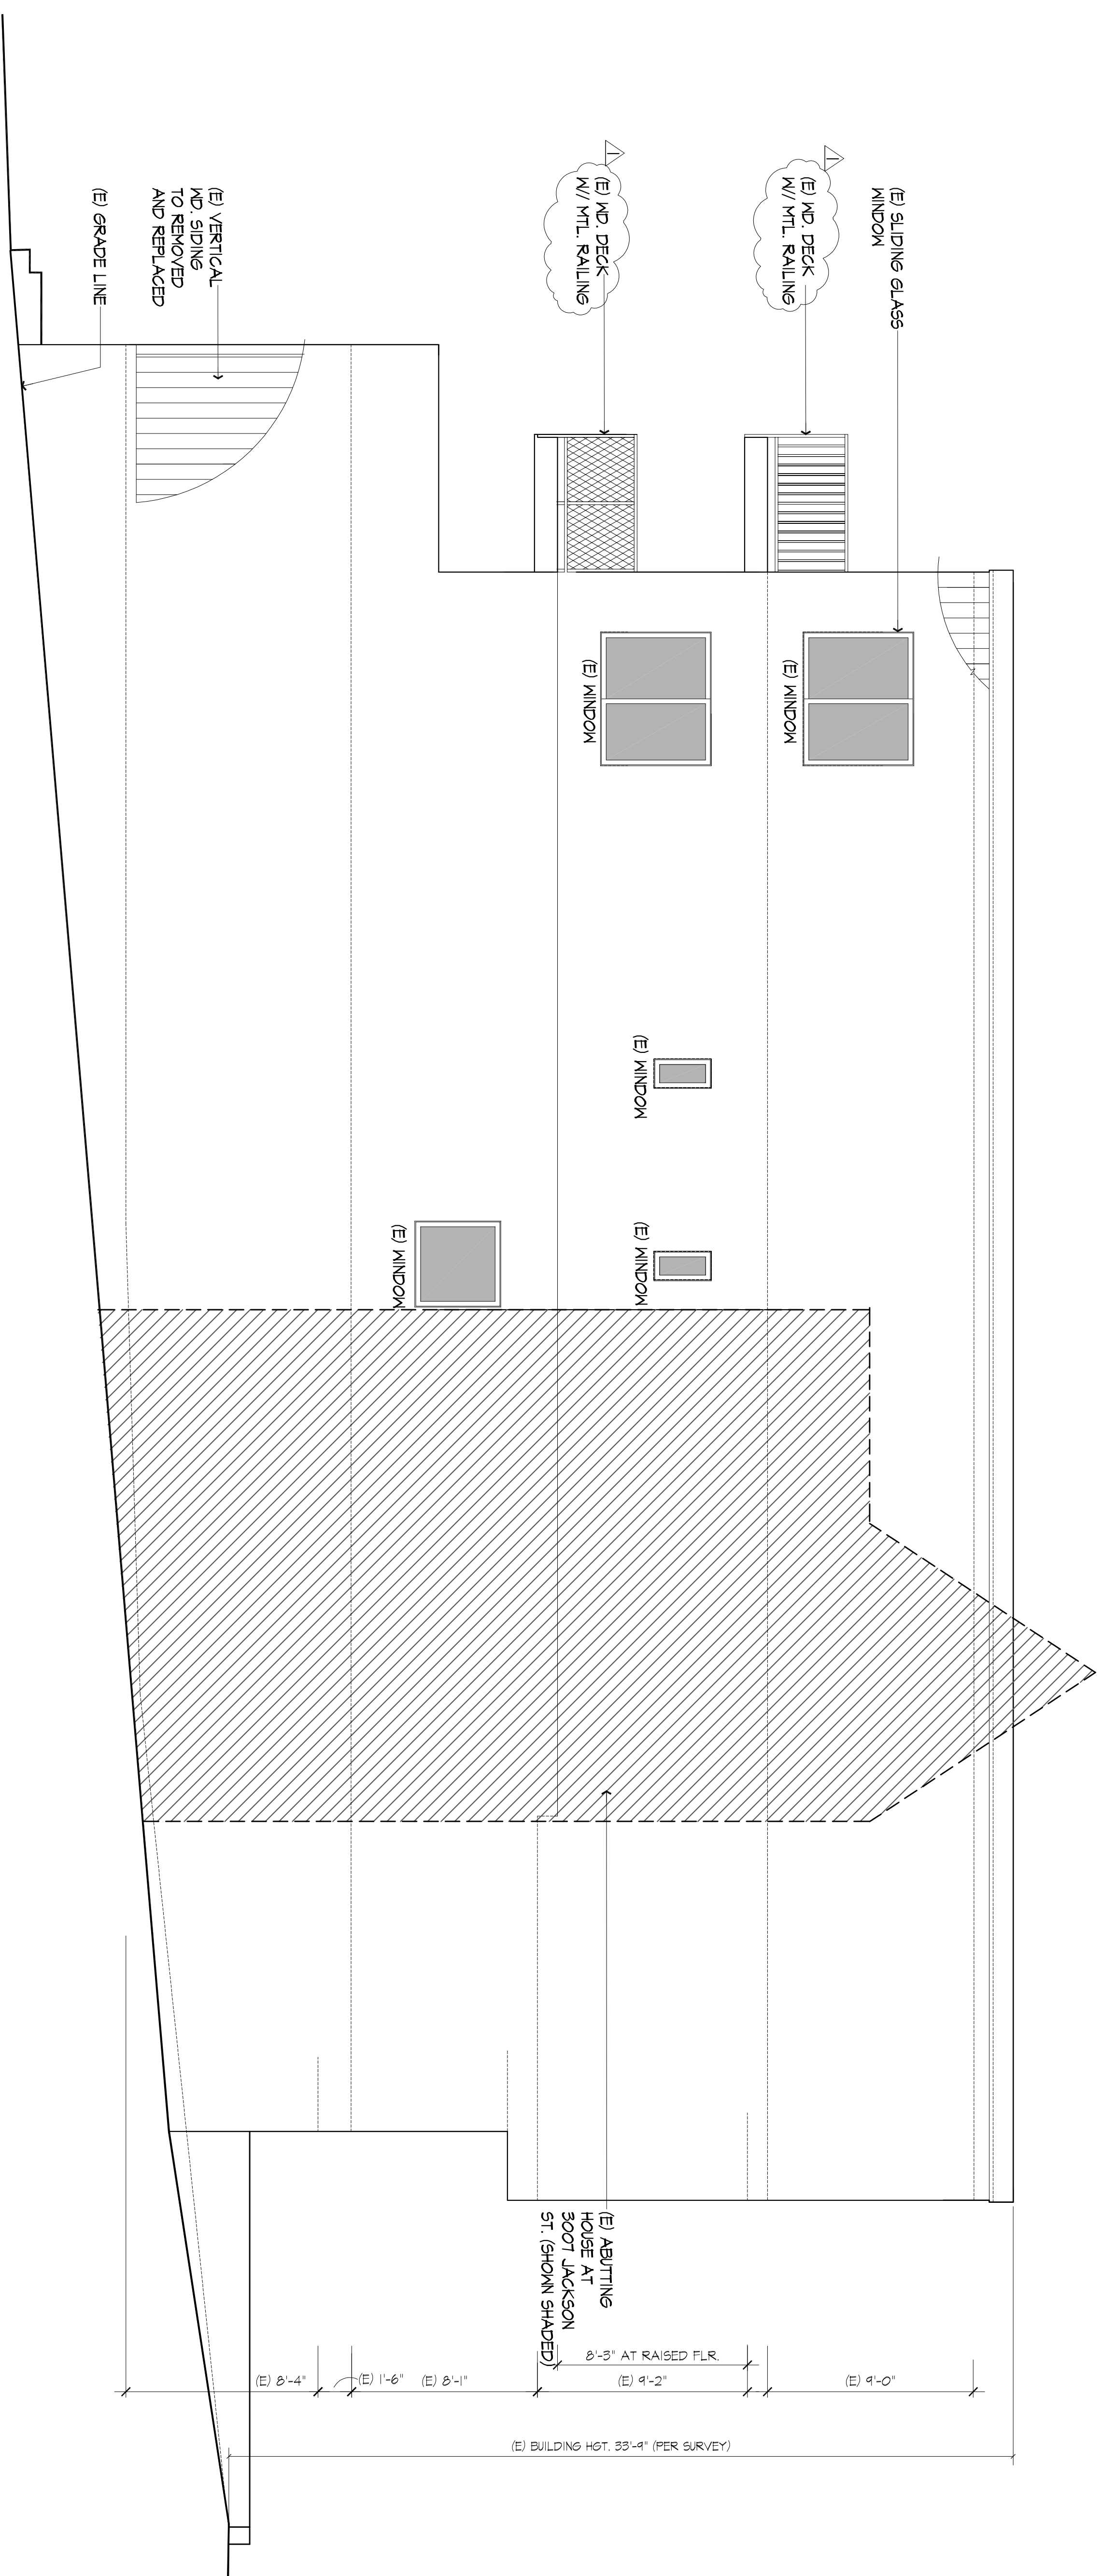 (E) SLIDING GLASS
WINDOW
1
(E) WD. DECK
W/ MTL. RAILING
1
(E) WD. DECK
W/ MTL. RAILING
(E) VERTICAL
WD. SIDING
TO REMOVED
AND REPLACED
(E) GRADE LINE
(E) WINDOW
(E) WINDOW
(E) WINDOW
(E) WINDOW
(E) WINDOW
(E) ABUTTING
HOUSE AT
3007 JACKSON
ST. (SHOWN SHADED)
8'-3" AT RAISED FLR.
(E) 8'-4"
(E) 1'-6"
(E) 8'-1"
(E) 9'-2"
(E) 9'-0"
(E) BUILDING HGT. 33'-9" (PER SURVEY)